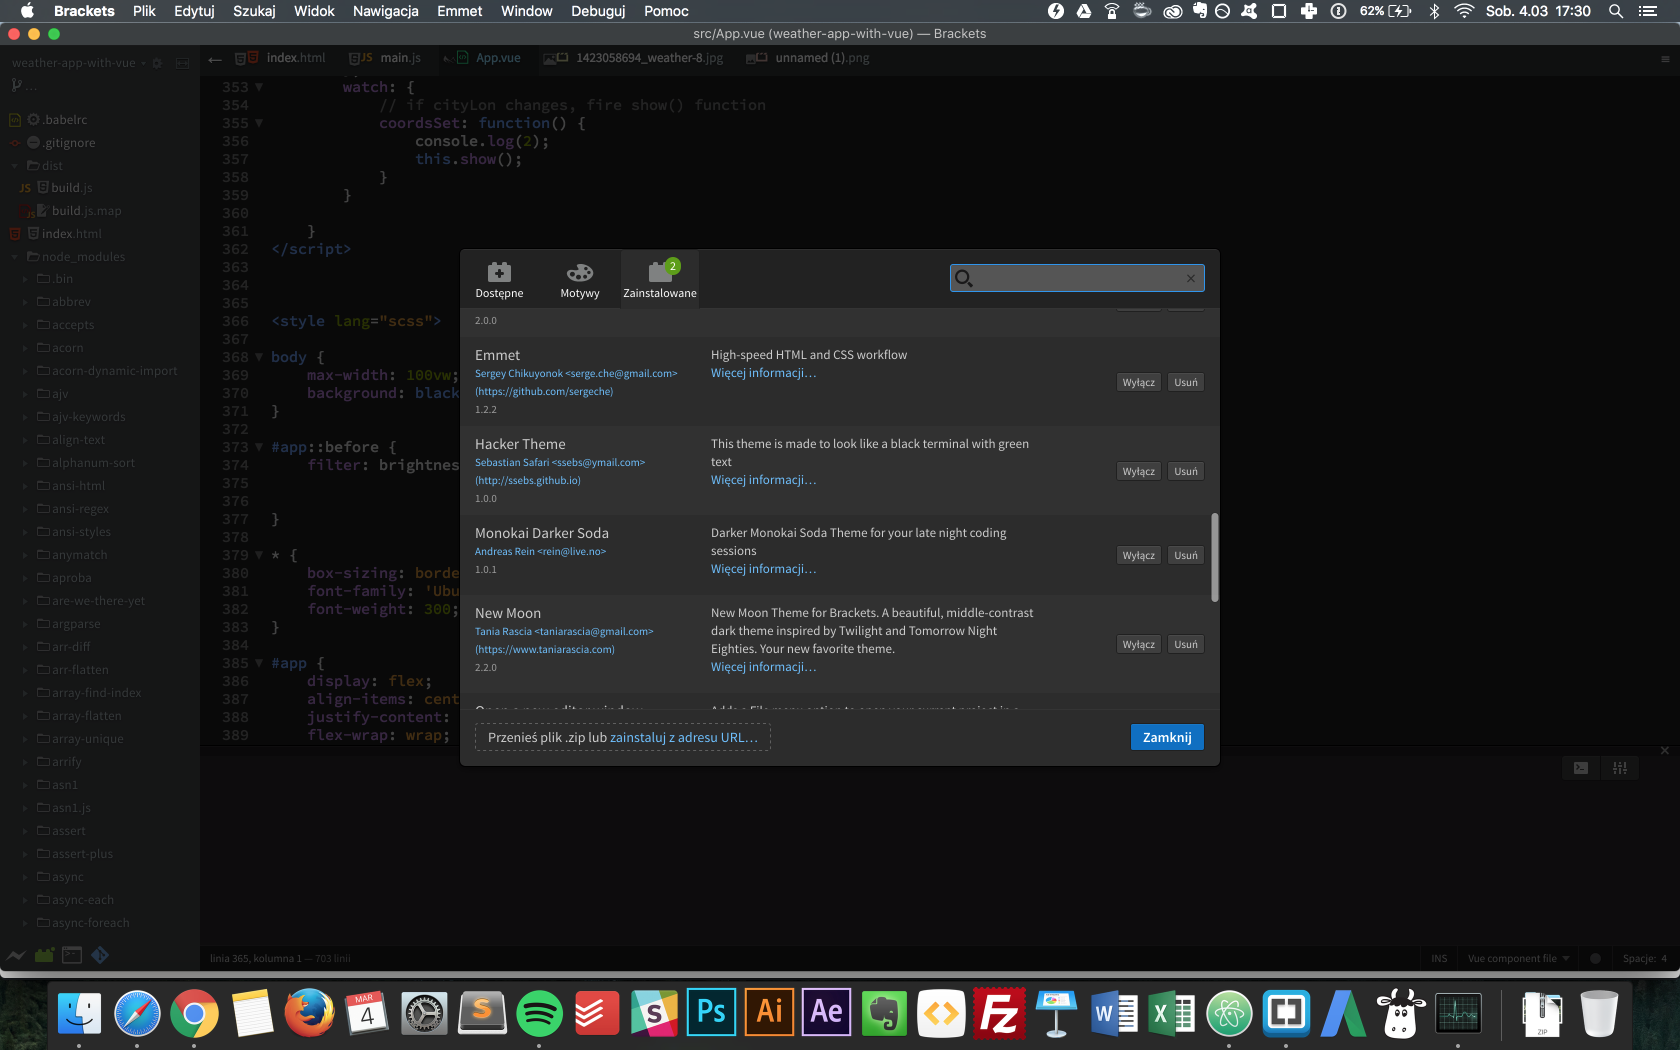 Brackets Plik Edytuj Szukaj Widok Nawigacja Emmet Window Debuguj Pomoc 62% Sob. 4.03 17:30
src/App.vue (weather-app-with-vue) — Brackets
weather-app-with-vue
...
.babelrc
.gitignore
dist
JS build.js
JS build.js.map
index.html
node_modules
.bin
abbrev
accepts
acorn
acorn-dynamic-import
ajv
ajv-keywords
align-text
alphanum-sort
ansi-html
ansi-regex
ansi-styles
anymatch
aproba
are-we-there-yet
argparse
arr-diff
arr-flatten
array-find-index
array-flatten
array-unique
arrify
asn1
asn1.js
assert
assert-plus
async
async-each
async-foreach
index.html JS main.js App.vue 1423058694_weather-8.jpg unnamed (1).png
353 watch: {
354 // if cityLon changes, fire show() function
355 coordsSet: function() {
356 console.log(2);
357 this.show();
358 }
359 }
360
361 }
362 </script>
363
364
365
366 <style lang="scss">
367
368 body {
369 max-width: 100vw;
370 background: black
371 }
372
373 #app::before {
374 filter: brightnes
375
376
377 }
378
379 * {
380 box-sizing: borde
381 font-family: 'Ubu
382 font-weight: 300;
383 }
384
385 #app {
386 display: flex;
387 align-items: cent
388 justify-content:
389 flex-wrap: wrap;
Dostępne Motywy Zainstalowane 2
2.0.0
Emmet
Sergey Chikuyonok <serge.che@gmail.com>
(https://github.com/sergeche)
1.2.2
High-speed HTML and CSS workflow
Więcej informacji…
Wyłącz Usuń
Hacker Theme
Sebastian Safari <ssebs@ymail.com>
(http://ssebs.github.io)
1.0.0
This theme is made to look like a black terminal with green
text
Więcej informacji…
Wyłącz Usuń
Monokai Darker Soda
Andreas Rein <rein@live.no>
1.0.1
Darker Monokai Soda Theme for your late night coding
sessions
Więcej informacji…
Wyłącz Usuń
New Moon
Tania Rascia <taniarascia@gmail.com>
(https://www.taniarascia.com)
2.2.0
New Moon Theme for Brackets. A beautiful, middle-contrast
dark theme inspired by Twilight and Tomorrow Night
Eighties. Your new favorite theme.
Więcej informacji…
Wyłącz Usuń
Przenieś plik .zip lub zainstaluj z adresu URL…
Zamknij
linia 365, kolumna 1 — 703 linii
INS Vue component file Spacje: 4
MAR
4
S
Ps
Ai
Ae
Fz
W
X
ZIP